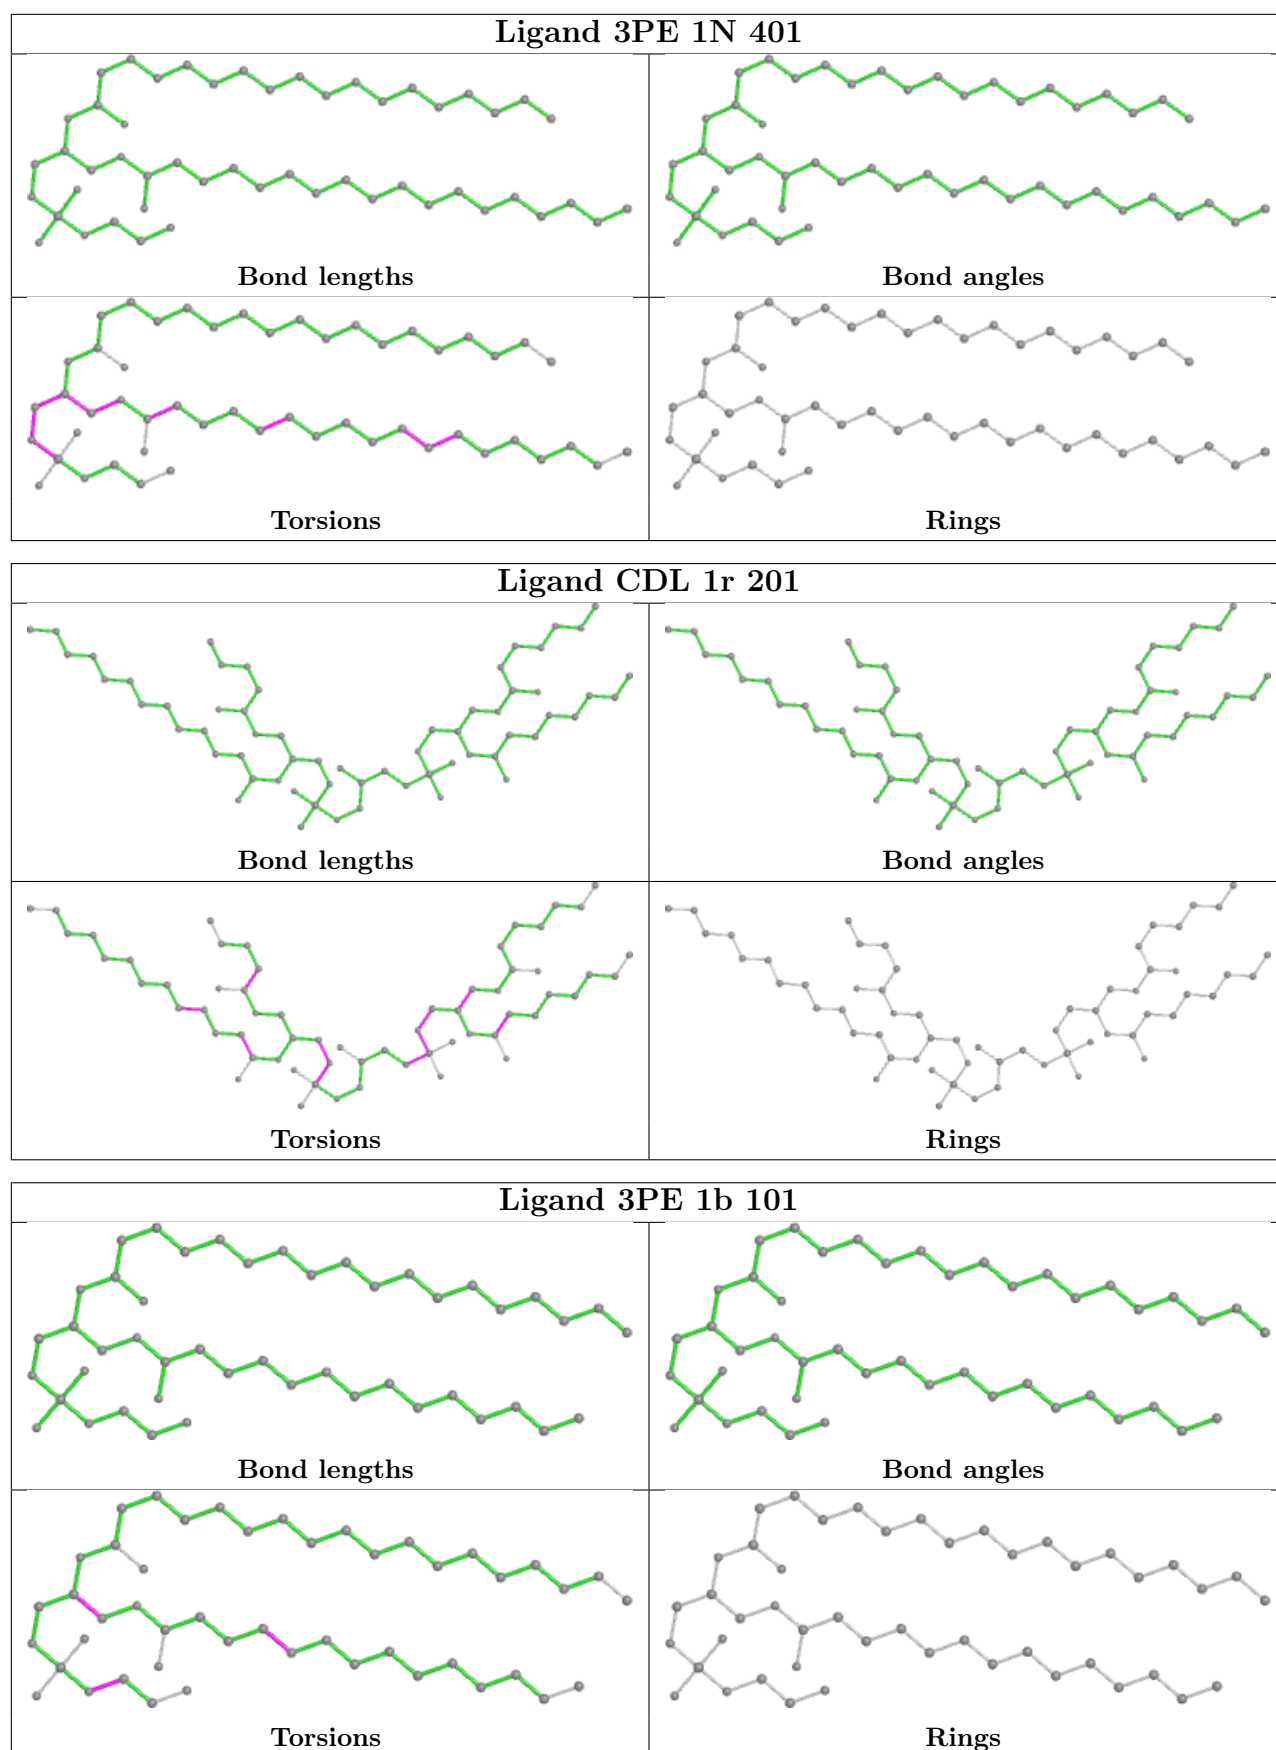 Ligand 3PE 1N 401
Bond lengths
Bond angles
Torsions
Rings
Ligand CDL 1r 201
Bond lengths
Bond angles
Torsions
Rings
Ligand 3PE 1b 101
Bond lengths
Bond angles
Torsions
Rings